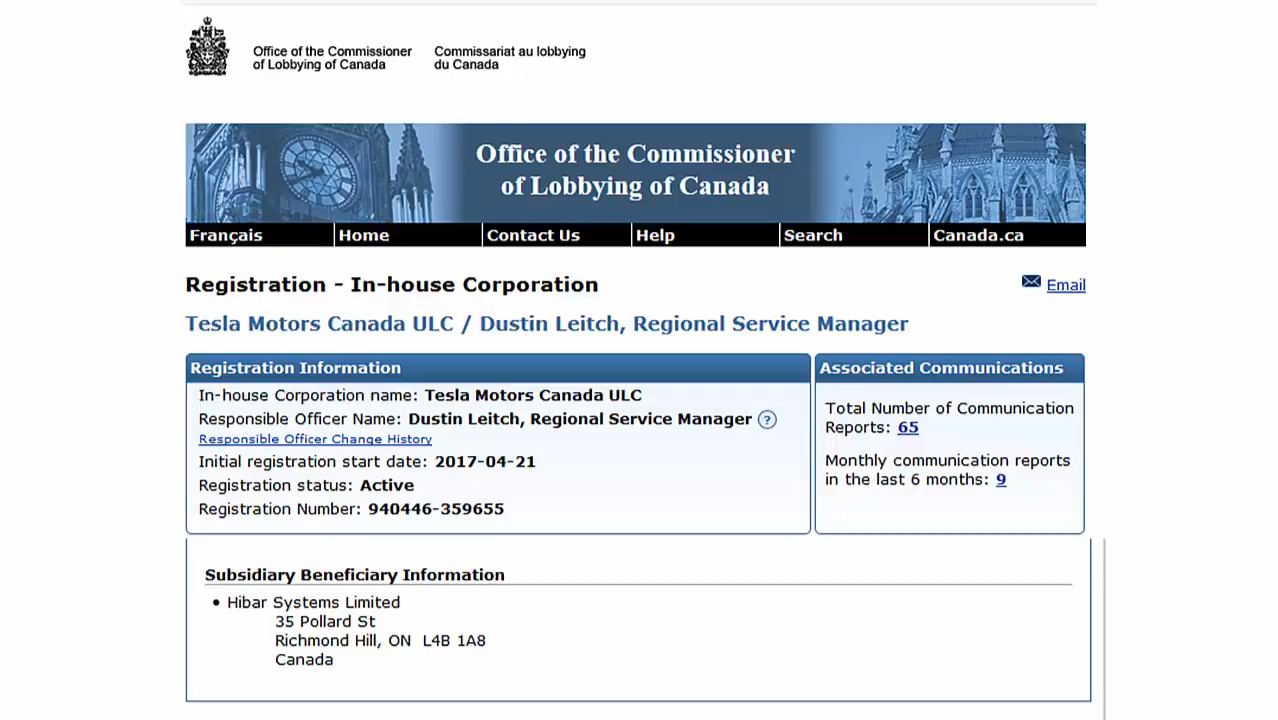 Office of the Commissioner
of Lobbying of Canada
Commissariat au lobbying
du Canada
Office of the Commissioner
of Lobbying of Canada
Français Home Contact Us Help Search Canada.ca
Registration - In-house Corporation
Email
Tesla Motors Canada ULC / Dustin Leitch, Regional Service Manager
Registration Information
In-house Corporation name: Tesla Motors Canada ULC
Responsible Officer Name: Dustin Leitch, Regional Service Manager ?
Responsible Officer Change History
Initial registration start date: 2017-04-21
Registration status: Active
Registration Number: 940446-359655
Associated Communications
Total Number of Communication
Reports: 65
Monthly communication reports
in the last 6 months: 9
Subsidiary Beneficiary Information
• Hibar Systems Limited
35 Pollard St
Richmond Hill, ON L4B 1A8
Canada